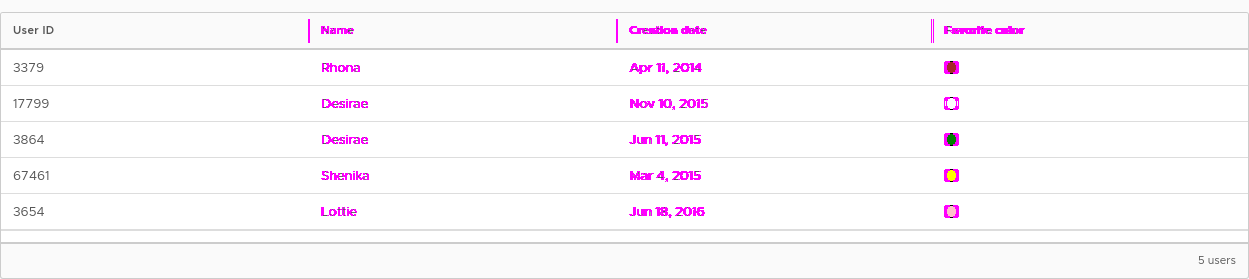 User ID Name Creation date Favorite color
3379 Rhona Apr 11, 2014
17799 Desirae Nov 10, 2015
3864 Desirae Jun 11, 2015
67461 Shenika Mar 4, 2015
3654 Lottie Jun 18, 2016
5 users